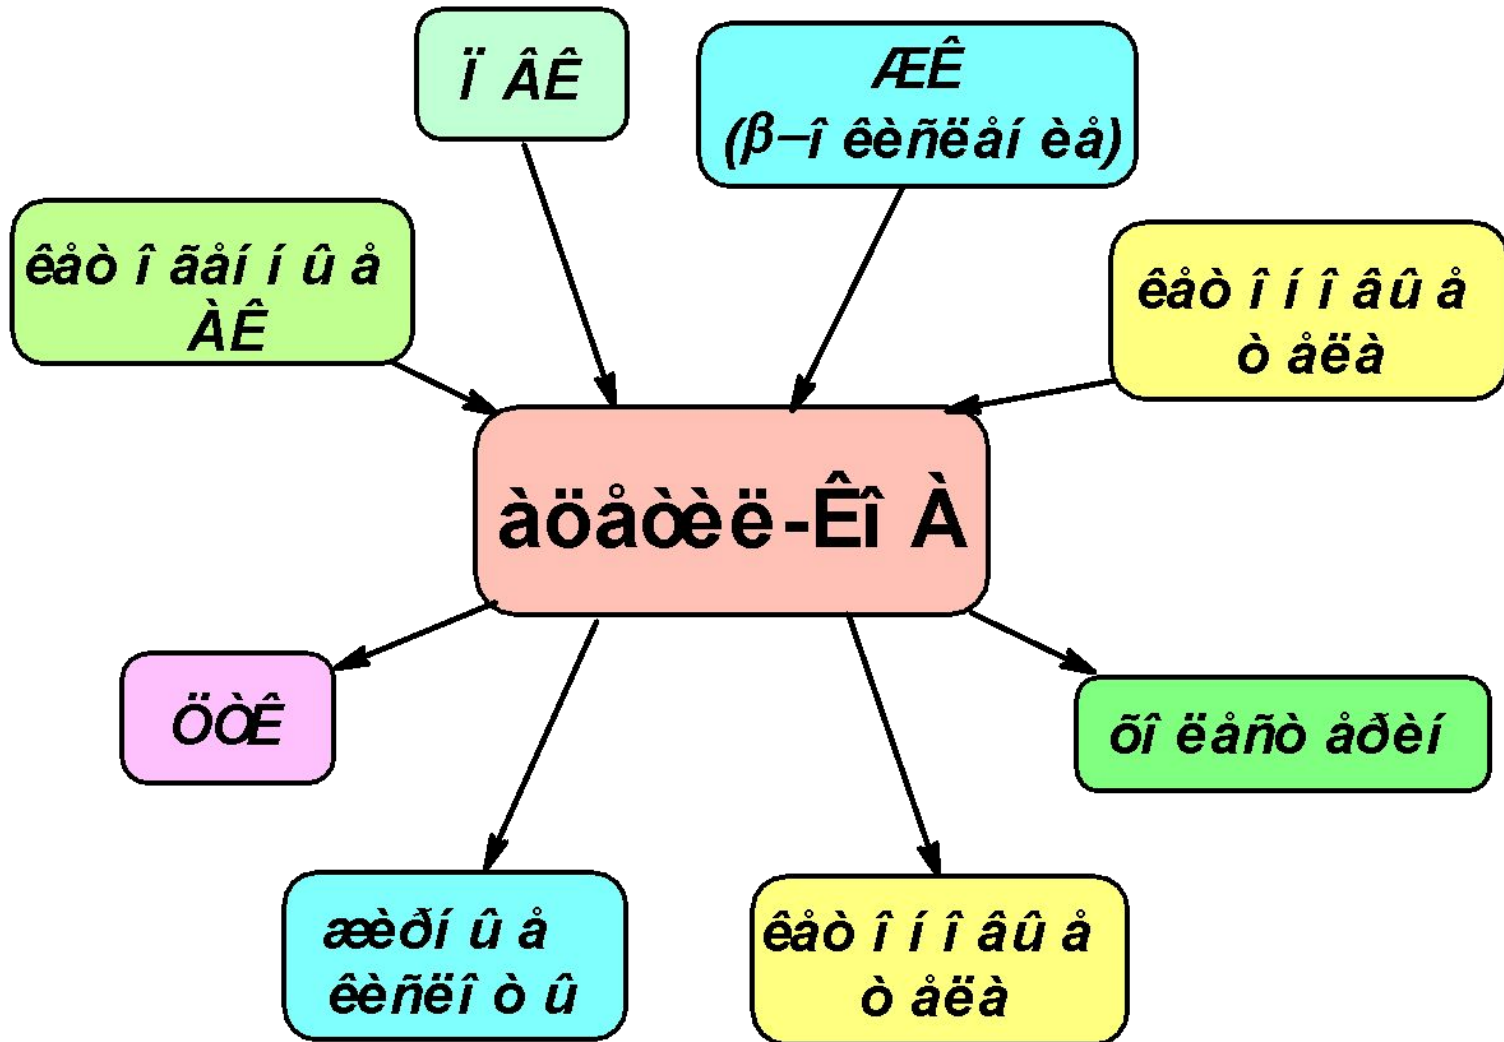 Ï ÂÊ
ÆÊ
(β–î êèñëåí èå)
êåò î ãåí í û å
ÀÊ
êåò î í î âû å
ò åëà
àöåòèë-Êî À
ÖÒÊ
õî ëåñò åðèí
æèðí û å
êèñëî ò û
êåò î í î âû å
ò åëà